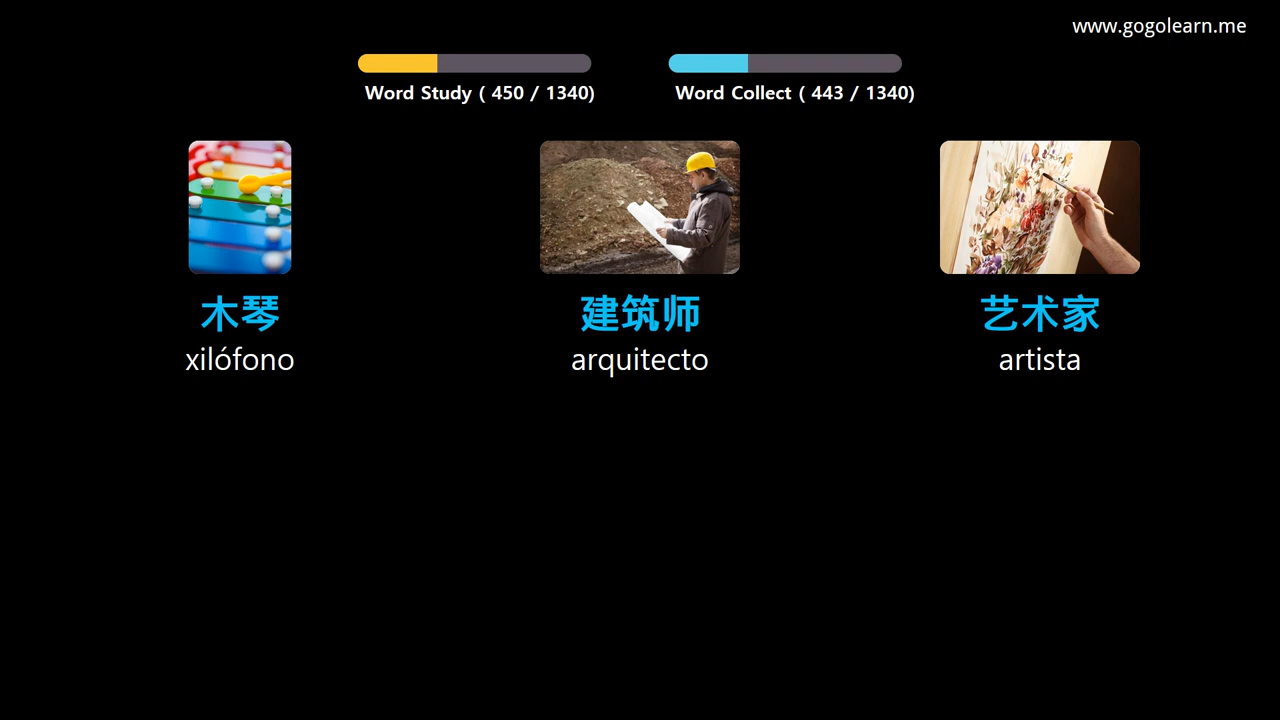 www.gogolearn.me
Word Study ( 450 / 1340)
Word Collect ( 443 / 1340)
木琴
xilófono
建筑师
arquitecto
艺术家
artista